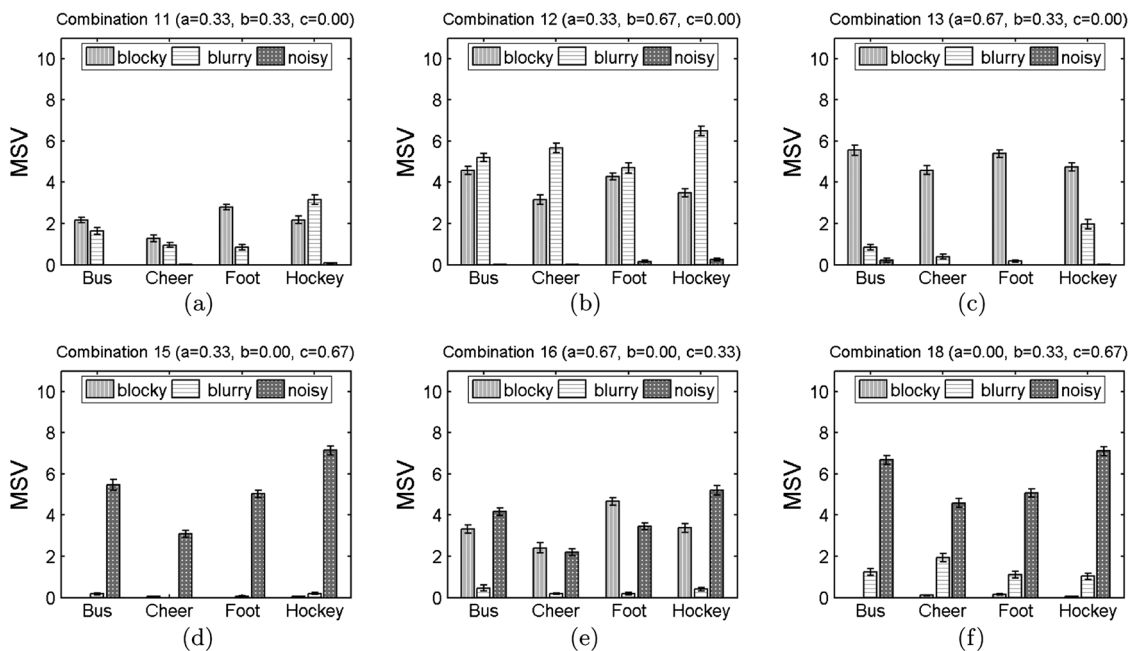 Combination 11 (a=0.33, b=0.33, c=0.00)
10
8
6
4
2
0
MSV
blocky blurry noisy
Bus Cheer Foot Hockey
(a)
Combination 12 (a=0.33, b=0.67, c=0.00)
10
8
6
4
2
0
MSV
blocky blurry noisy
Bus Cheer Foot Hockey
(b)
Combination 13 (a=0.67, b=0.33, c=0.00)
10
8
6
4
2
0
MSV
blocky blurry noisy
Bus Cheer Foot Hockey
(c)
Combination 15 (a=0.33, b=0.00, c=0.67)
10
8
6
4
2
0
MSV
blocky blurry noisy
Bus Cheer Foot Hockey
(d)
Combination 16 (a=0.67, b=0.00, c=0.33)
10
8
6
4
2
0
MSV
blocky blurry noisy
Bus Cheer Foot Hockey
(e)
Combination 18 (a=0.00, b=0.33, c=0.67)
10
8
6
4
2
0
MSV
blocky blurry noisy
Bus Cheer Foot Hockey
(f)